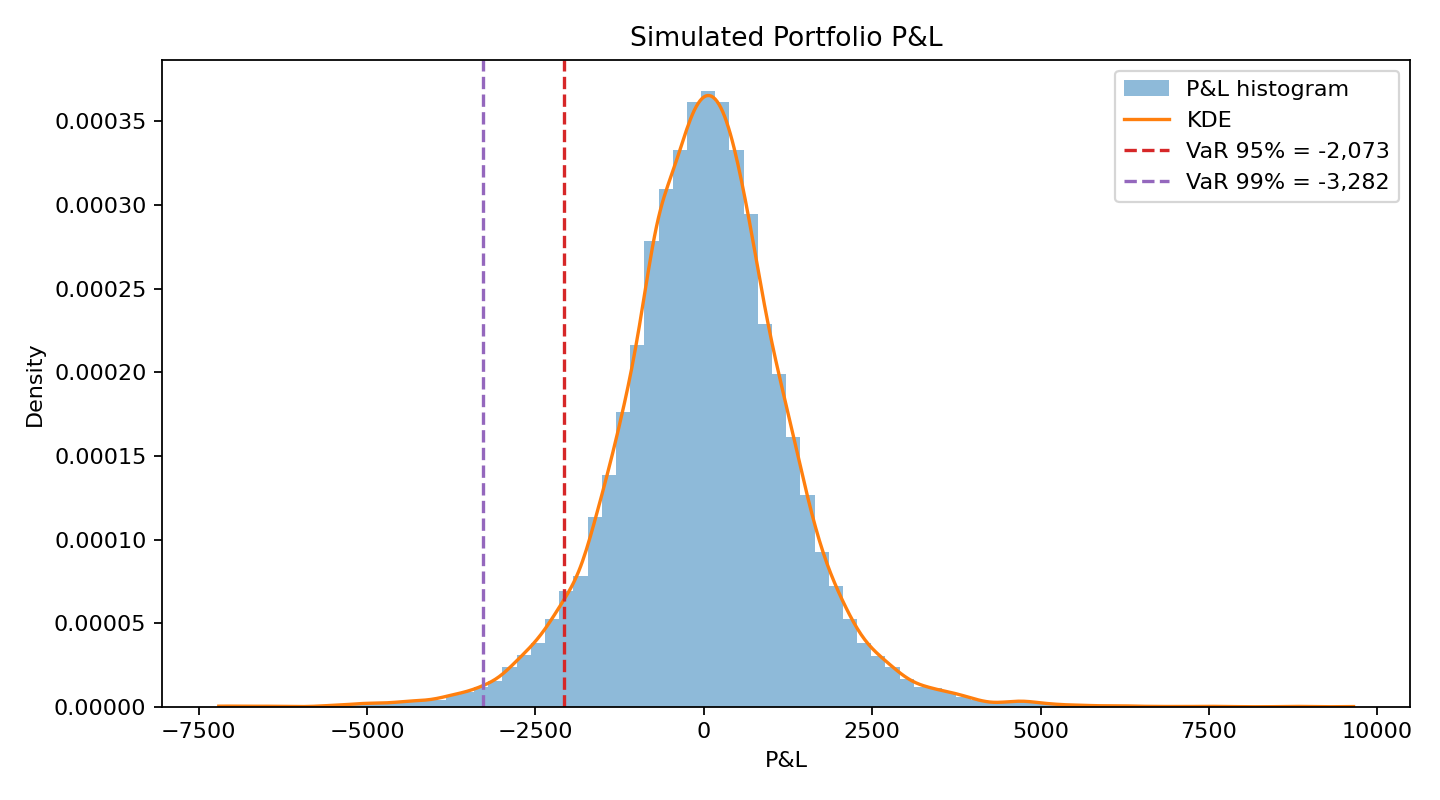 Simulated Portfolio P&L
P&L histogram
KDE
VaR 95% = -2,073
VaR 99% = -3,282
0.00035
0.00030
0.00025
0.00020
0.00015
0.00010
0.00005
0.00000
Density
−7500 −5000 −2500 0 2500 5000 7500 10000
P&L